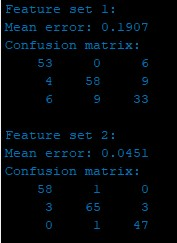 Feature set 1:
Mean error: 0.1907
Confusion matrix:
53 0 6
4 58 9
6 9 33
Feature set 2:
Mean error: 0.0451
Confusion matrix:
58 1 0
3 65 3
0 1 47